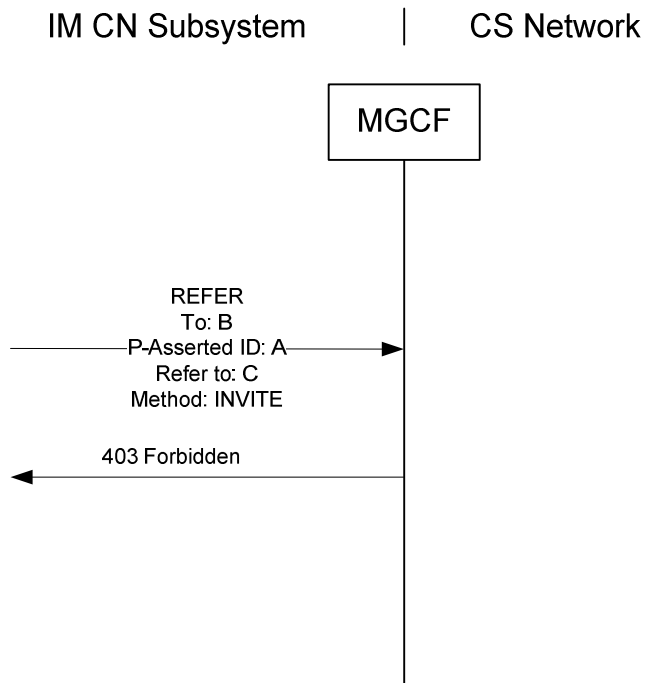 IM CN Subsystem
CS Network
MGCF
REFER
To: B
P-Asserted ID: A
Refer to: C
Method: INVITE
403 Forbidden